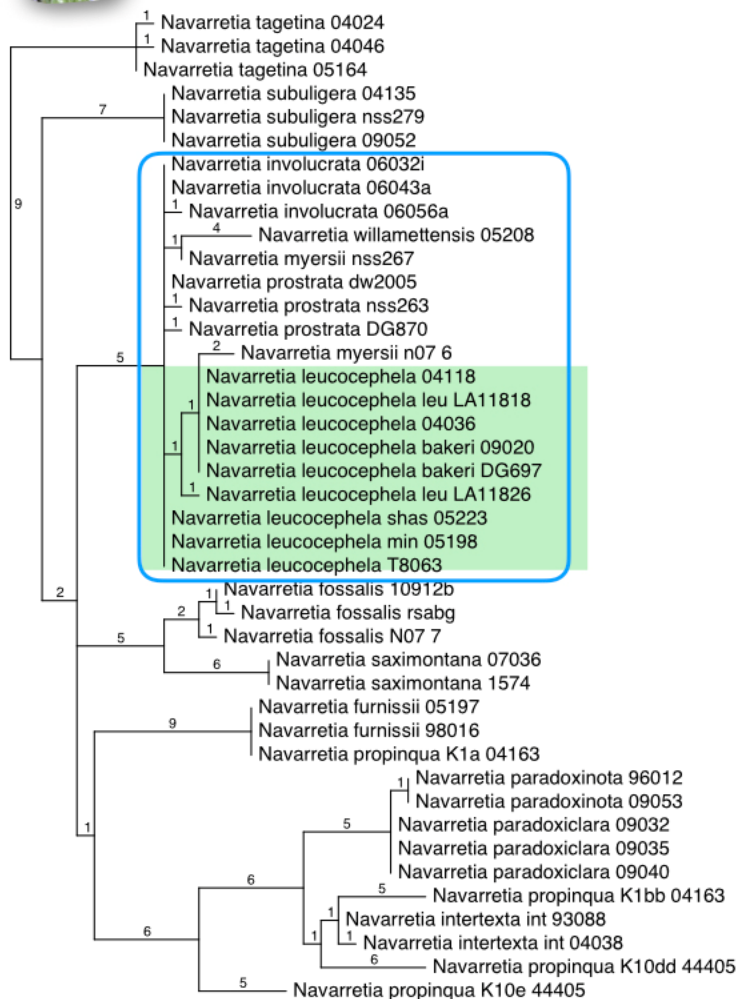 1 Navarretia tagetina 04024
1 Navarretia tagetina 04046
Navarretia tagetina 05164
Navarretia subuligera 04135
7 Navarretia subuligera nss279
Navarretia subuligera 09052
Navarretia involucrata 06032i
Navarretia involucrata 06043a
9 1 Navarretia involucrata 06056a
4 Navarretia willamettensis 05208
1 Navarretia myersii nss267
Navarretia prostrata dw2005
1 Navarretia prostrata nss263
1 Navarretia prostrata DG870
5 2 Navarretia myersii n07 6
Navarretia leucocephela 04118
1 Navarretia leucocephela leu LA11818
Navarretia leucocephela 04036
1 Navarretia leucocephela bakeri 09020
Navarretia leucocephela bakeri DG697
1 Navarretia leucocephela leu LA11826
Navarretia leucocephela shas 05223
Navarretia leucocephela min 05198
Navarretia leucocephela T8063
2 1 Navarretia fossalis 10912b
2 1 Navarretia fossalis rsabg
5 1 Navarretia fossalis N07 7
6 Navarretia saximontana 07036
Navarretia saximontana 1574
Navarretia furnissii 05197
9 Navarretia furnissii 98016
Navarretia propinqua K1a 04163
1 Navarretia paradoxinota 96012
Navarretia paradoxinota 09053
1 5 Navarretia paradoxiclara 09032
Navarretia paradoxiclara 09035
Navarretia paradoxiclara 09040
6 5 Navarretia propinqua K1bb 04163
1 Navarretia intertexta int 93088
6 1 1 Navarretia intertexta int 04038
6 Navarretia propinqua K10dd 44405
5 Navarretia propinqua K10e 44405